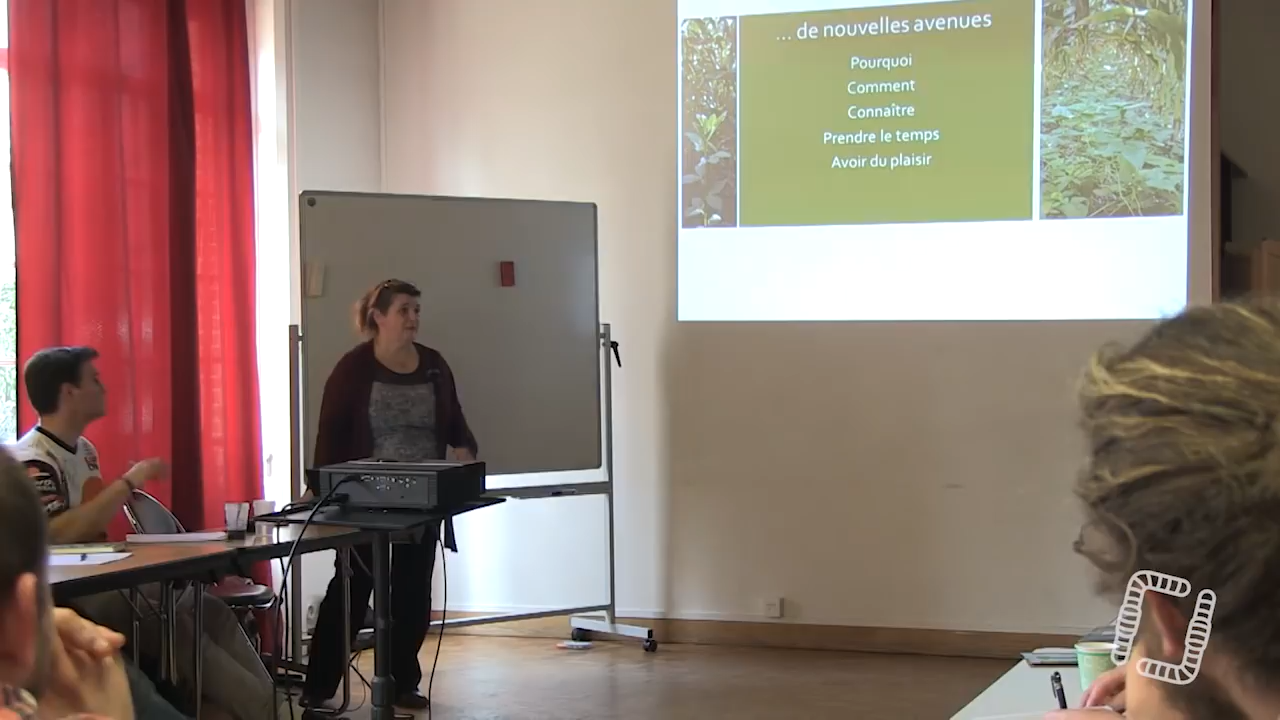 ... de nouvelles avenues
Pourquoi
Comment
Connaître
Prendre le temps
Avoir du plaisir